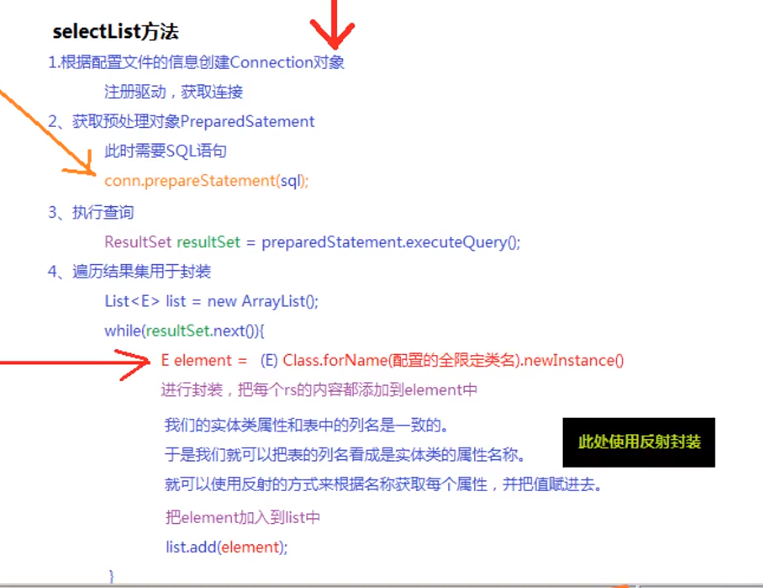 selectList方法
1.根据配置文件的信息创建Connection对象
注册驱动，获取连接
2、获取预处理对象PreparedSatement
此时需要SQL语句
conn.prepareStatement(sql);
3、执行查询
ResultSet resultSet = preparedStatement.executeQuery();
4、遍历结果集用于封装
List<E> list = new ArrayList();
while(resultSet.next()){
E element = (E) Class.forName(配置的全限定类名).newInstance()
进行封装，把每个rs的内容都添加到element中
我们的实体类属性和表中的列名是一致的。
于是我们就可以把表的列名看成是实体类的属性名称。
就可以使用反射的方式来根据名称获取每个属性，并把值赋进去。
此处使用反射封装
把element加入到list中
list.add(element);
}